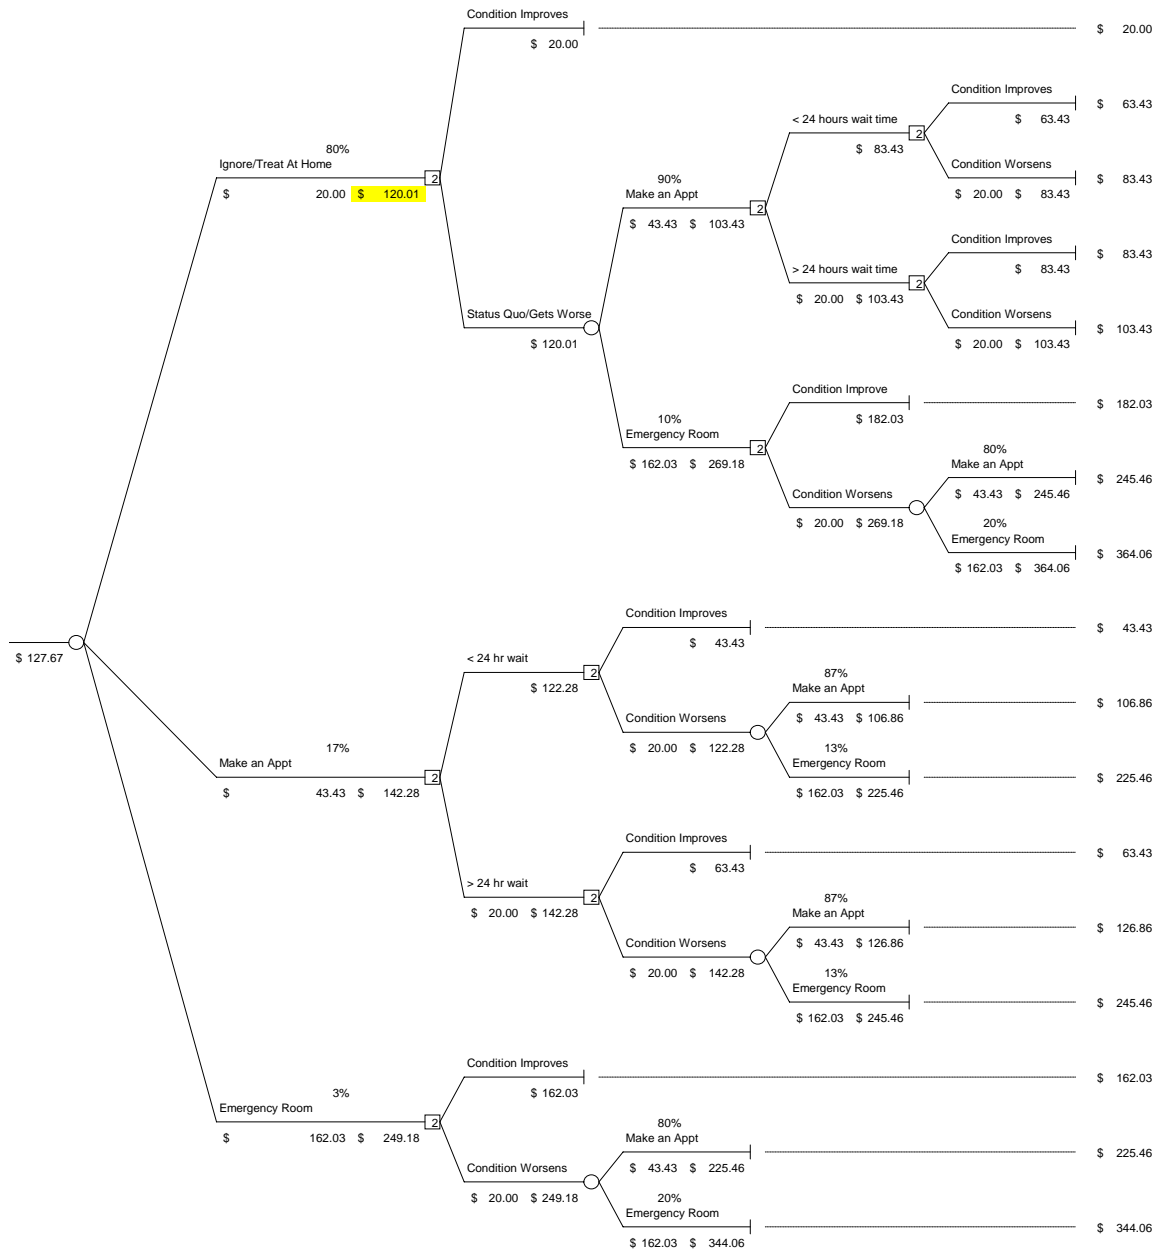 Condition Improves
$ 20.00 $ 20.00
Condition Improves
$ 63.43 $ 63.43
< 24 hours wait time
2
$ 83.43
80% Condition Worsens
Ignore/Treat At Home 90%
2 $ 20.00 $ 83.43 $ 83.43
$ 20.00 $ 120.01 Make an Appt
2
$ 43.43 $ 103.43
Condition Improves
$ 83.43 $ 83.43
> 24 hours wait time
2
$ 20.00 $ 103.43
Status Quo/Gets Worse Condition Worsens
$ 120.01 $ 20.00 $ 103.43 $ 103.43
Condition Improve
$ 182.03 $ 182.03
10%
Emergency Room
2
$ 162.03 $ 269.18
80%
Make an Appt
Condition Worsens $ 43.43 $ 245.46 $ 245.46
$ 20.00 $ 269.18 20%
Emergency Room
$ 162.03 $ 364.06 $ 364.06
Condition Improves
$ 43.43 $ 43.43
$ 127.67
< 24 hr wait
2
$ 122.28
87%
Make an Appt
Condition Worsens $ 43.43 $ 106.86 $ 106.86
$ 20.00 $ 122.28
17% 13%
Make an Appt Emergency Room
2
$ 43.43 $ 142.28 $ 162.03 $ 225.46 $ 225.46
Condition Improves
$ 63.43 $ 63.43
> 24 hr wait
2
$ 20.00 $ 142.28
87%
Make an Appt
Condition Worsens $ 43.43 $ 126.86 $ 126.86
$ 20.00 $ 142.28 13%
Emergency Room
$ 162.03 $ 245.46 $ 245.46
Condition Improves
$ 162.03 $ 162.03
3%
Emergency Room
2
$ 162.03 $ 249.18
80%
Make an Appt
Condition Worsens $ 43.43 $ 225.46 $ 225.46
$ 20.00 $ 249.18 20%
Emergency Room
$ 162.03 $ 344.06 $ 344.06